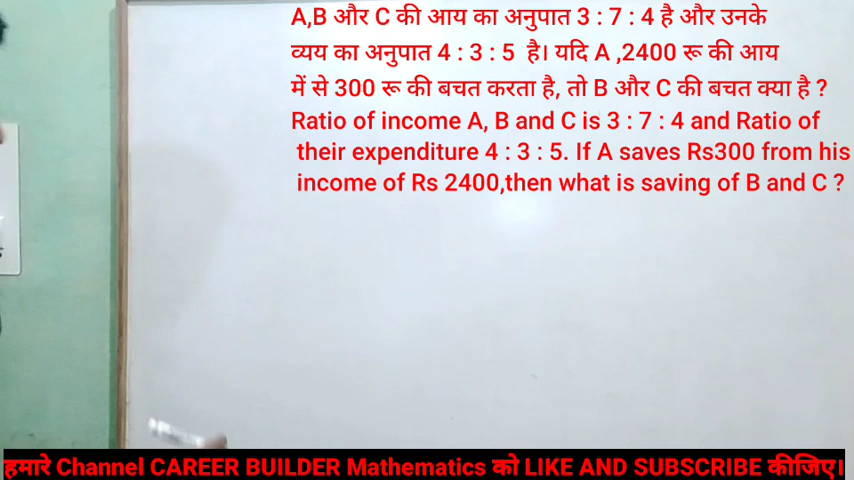 A,B और C की आय का अनुपात 3 : 7 : 4 है और उनके
व्यय का अनुपात 4 : 3 : 5 है। यदि A ,2400 रू की आय
में से 300 रू की बचत करता है, तो B और C की बचत क्या है ?
Ratio of income A, B and C is 3 : 7 : 4 and Ratio of
their expenditure 4 : 3 : 5. If A saves Rs300 from his
income of Rs 2400,then what is saving of B and C ?
हमारे Channel CAREER BUILDER Mathematics को LIKE AND SUBSCRIBE कीजिए।